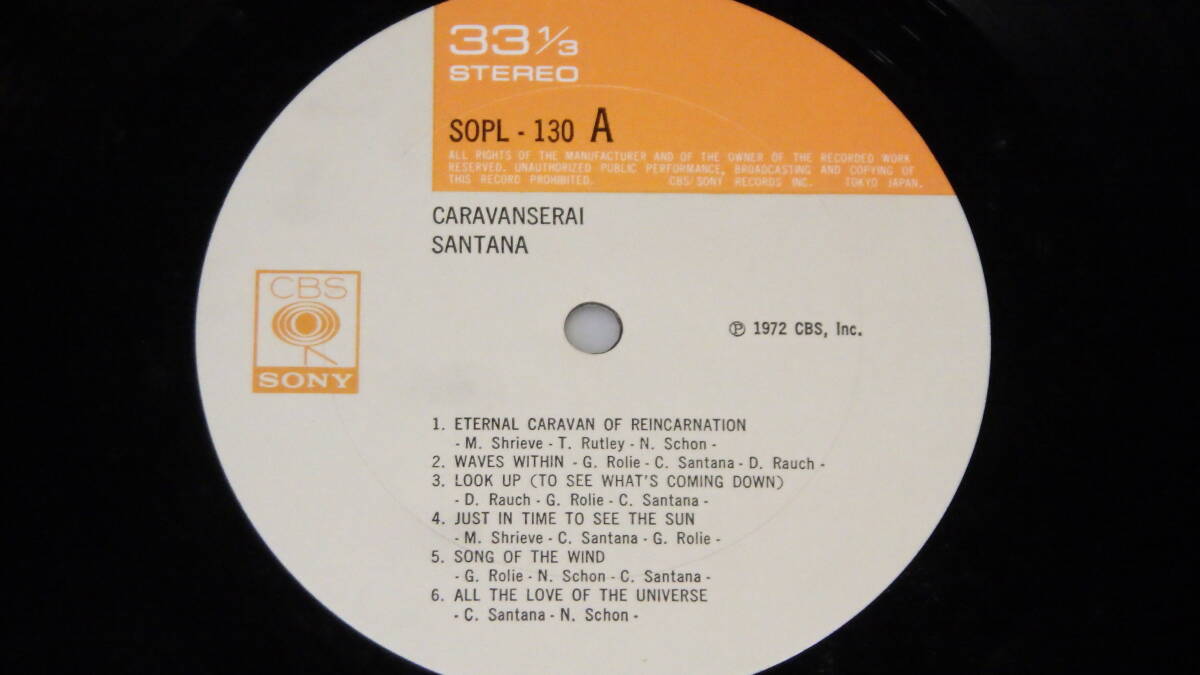 33 1/3
STEREO
SOPL - 130 A
ALL RIGHTS OF THE MANUFACTURER AND OF THE OWNER OF THE RECORDED WORK
RESERVED. UNAUTHORIZED PUBLIC PERFORMANCE, BROADCASTING AND COPYING OF
THIS RECORD PROHIBITED. CBS/SONY RECORDS INC. TOKYO JAPAN.
CARAVANSERAI
SANTANA
CBS
SONY
℗ 1972 CBS, Inc.
1. ETERNAL CARAVAN OF REINCARNATION
- M. Shrieve - T. Rutley - N. Schon -
2. WAVES WITHIN - G. Rolie - C. Santana - D. Rauch -
3. LOOK UP (TO SEE WHAT'S COMING DOWN)
- D. Rauch - G. Rolie - C. Santana -
4. JUST IN TIME TO SEE THE SUN
- M. Shrieve - C. Santana - G. Rolie -
5. SONG OF THE WIND
- G. Rolie - N. Schon - C. Santana -
6. ALL THE LOVE OF THE UNIVERSE
- C. Santana - N. Schon -